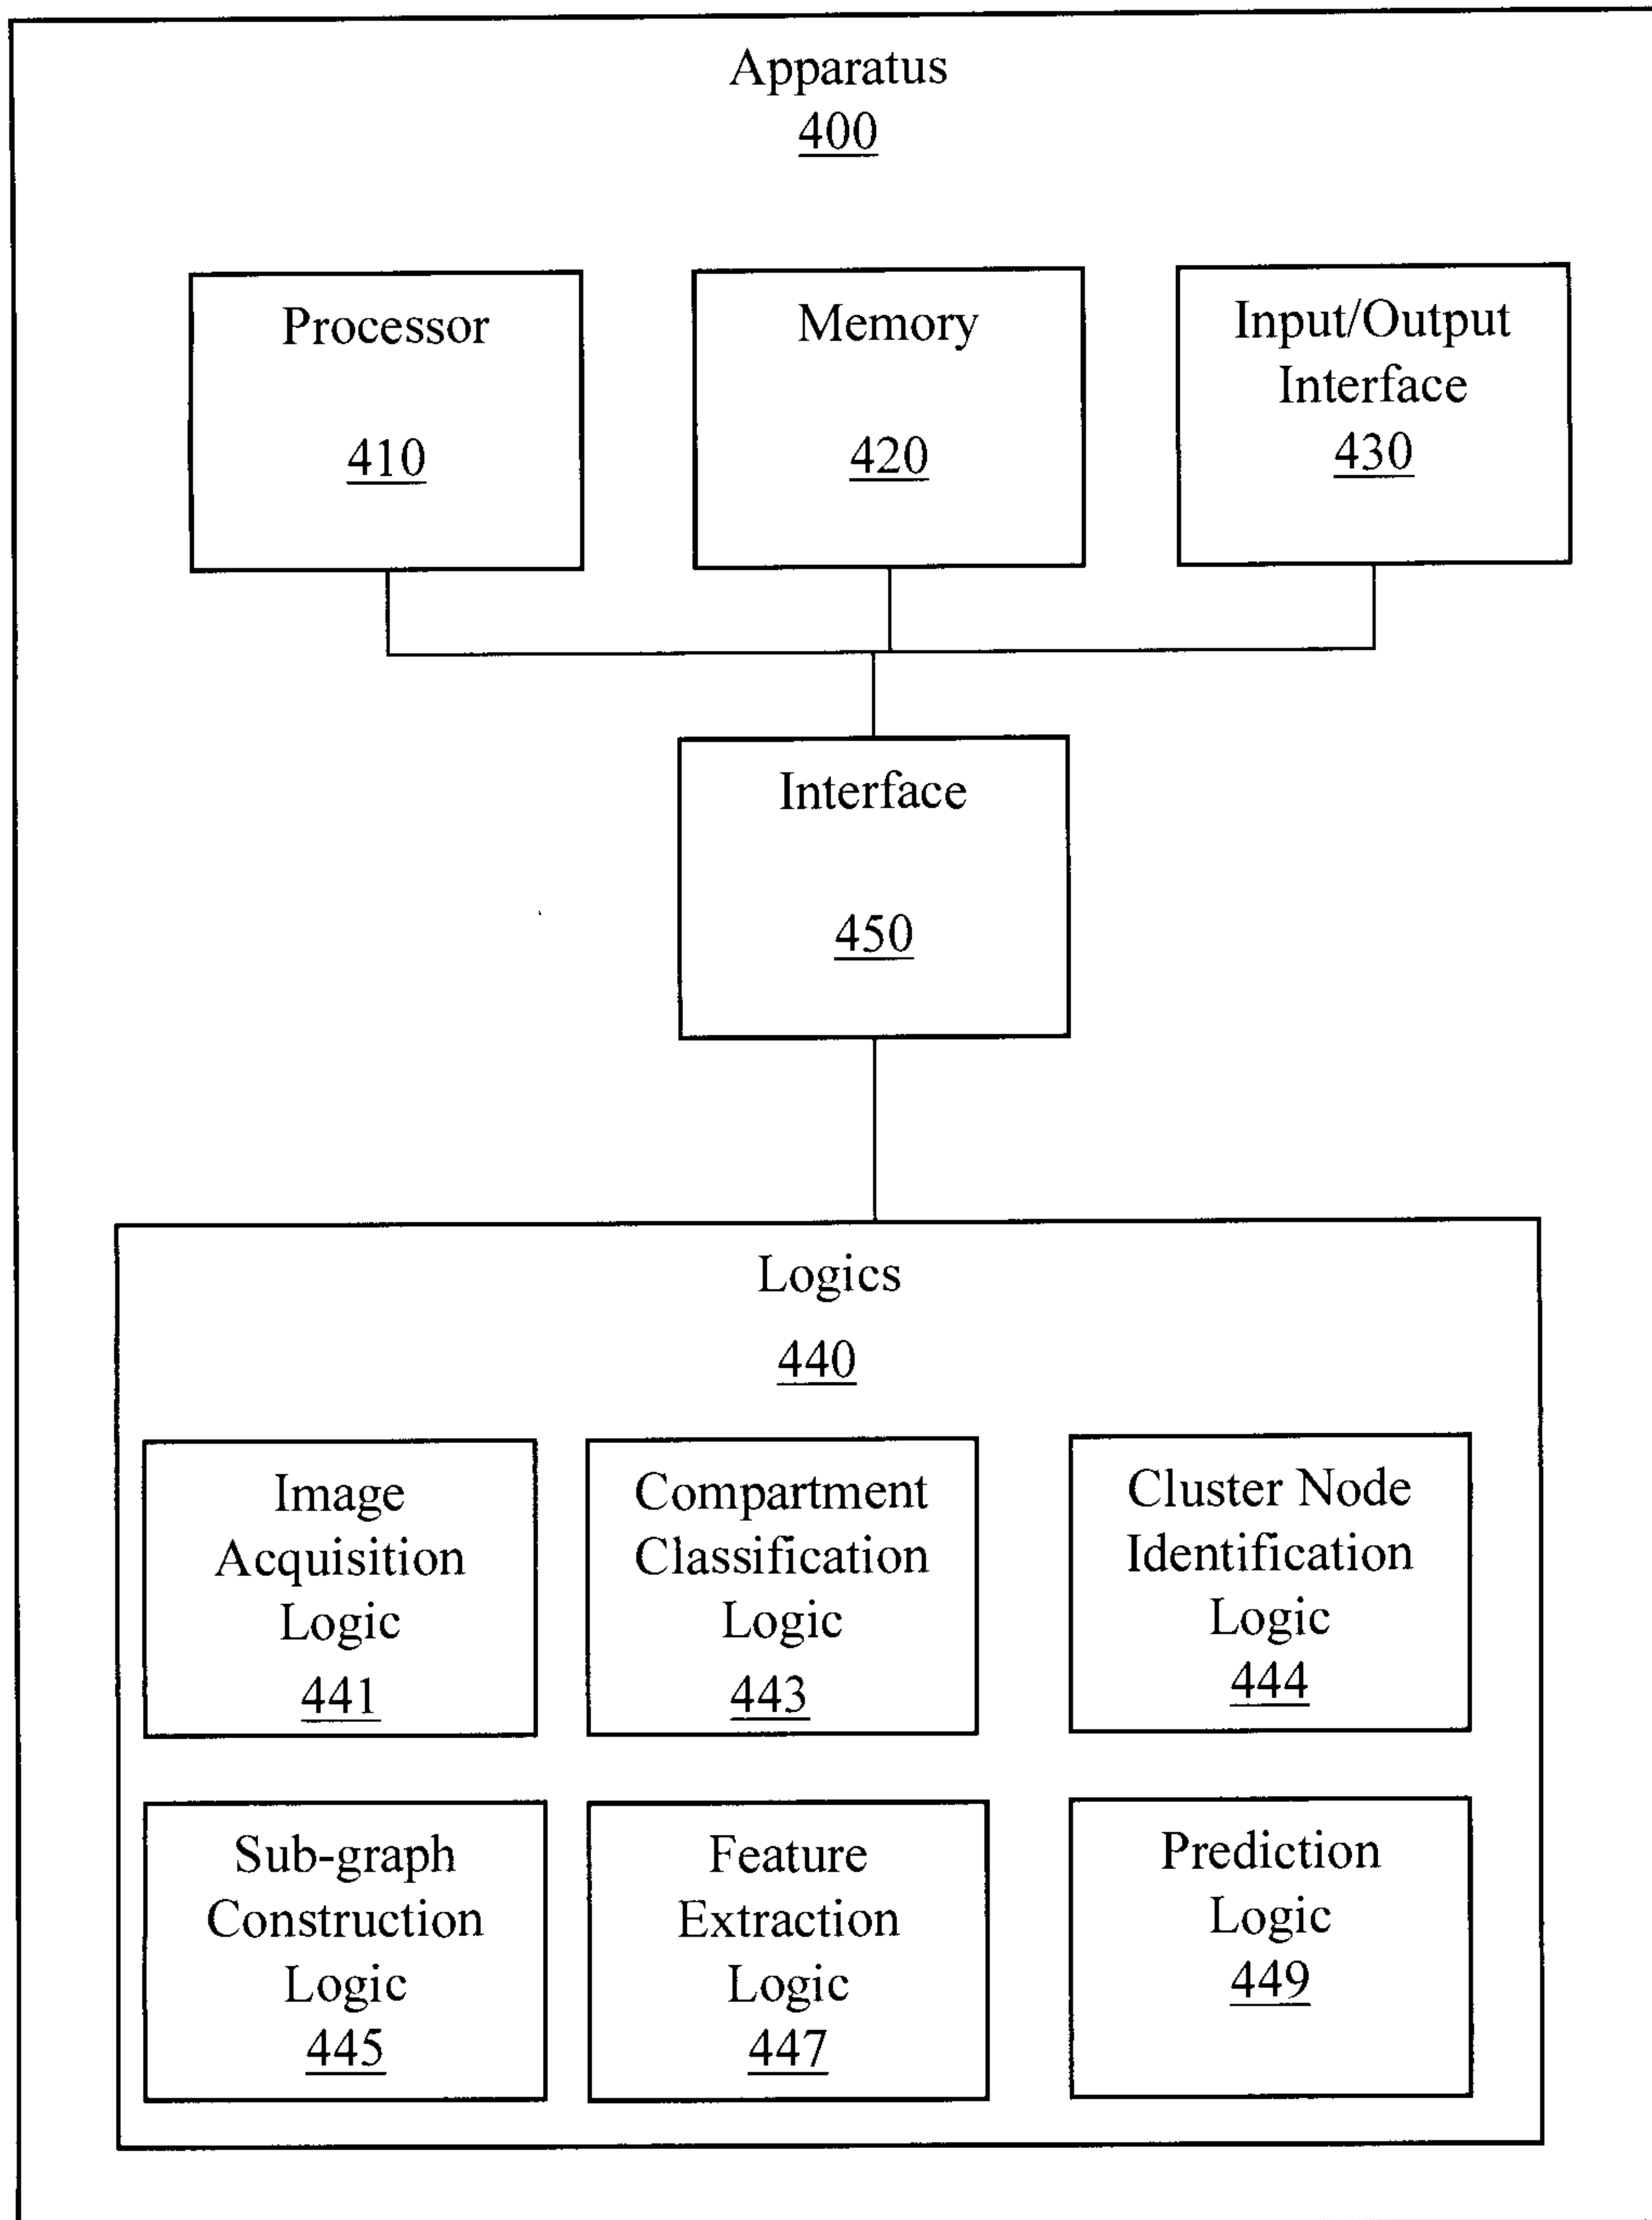 Apparatus
400
Processor
410
Memory
420
Input/Output
Interface
430
Interface
450
Logics
440
Image
Acquisition
Logic
441
Compartment
Classification
Logic
443
Cluster Node
Identification
Logic
444
Sub-graph
Construction
Logic
445
Feature
Extraction
Logic
447
Prediction
Logic
449